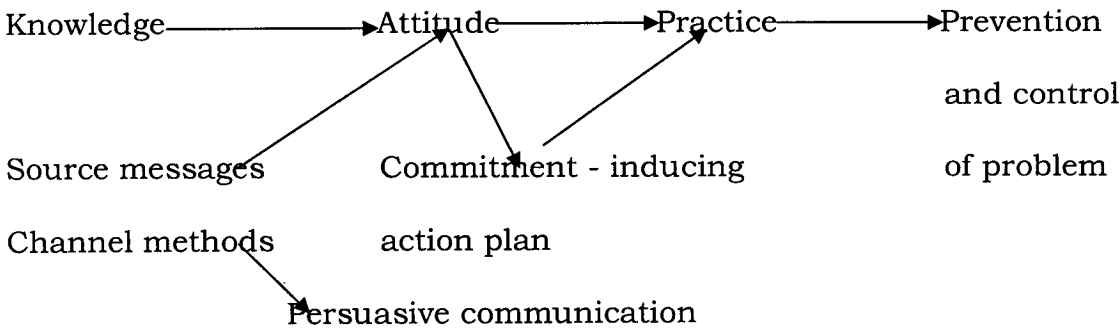 Knowledge Attitude Practice Prevention
and control
Source messages Commitment - inducing of problem
Channel methods action plan
Persuasive communication